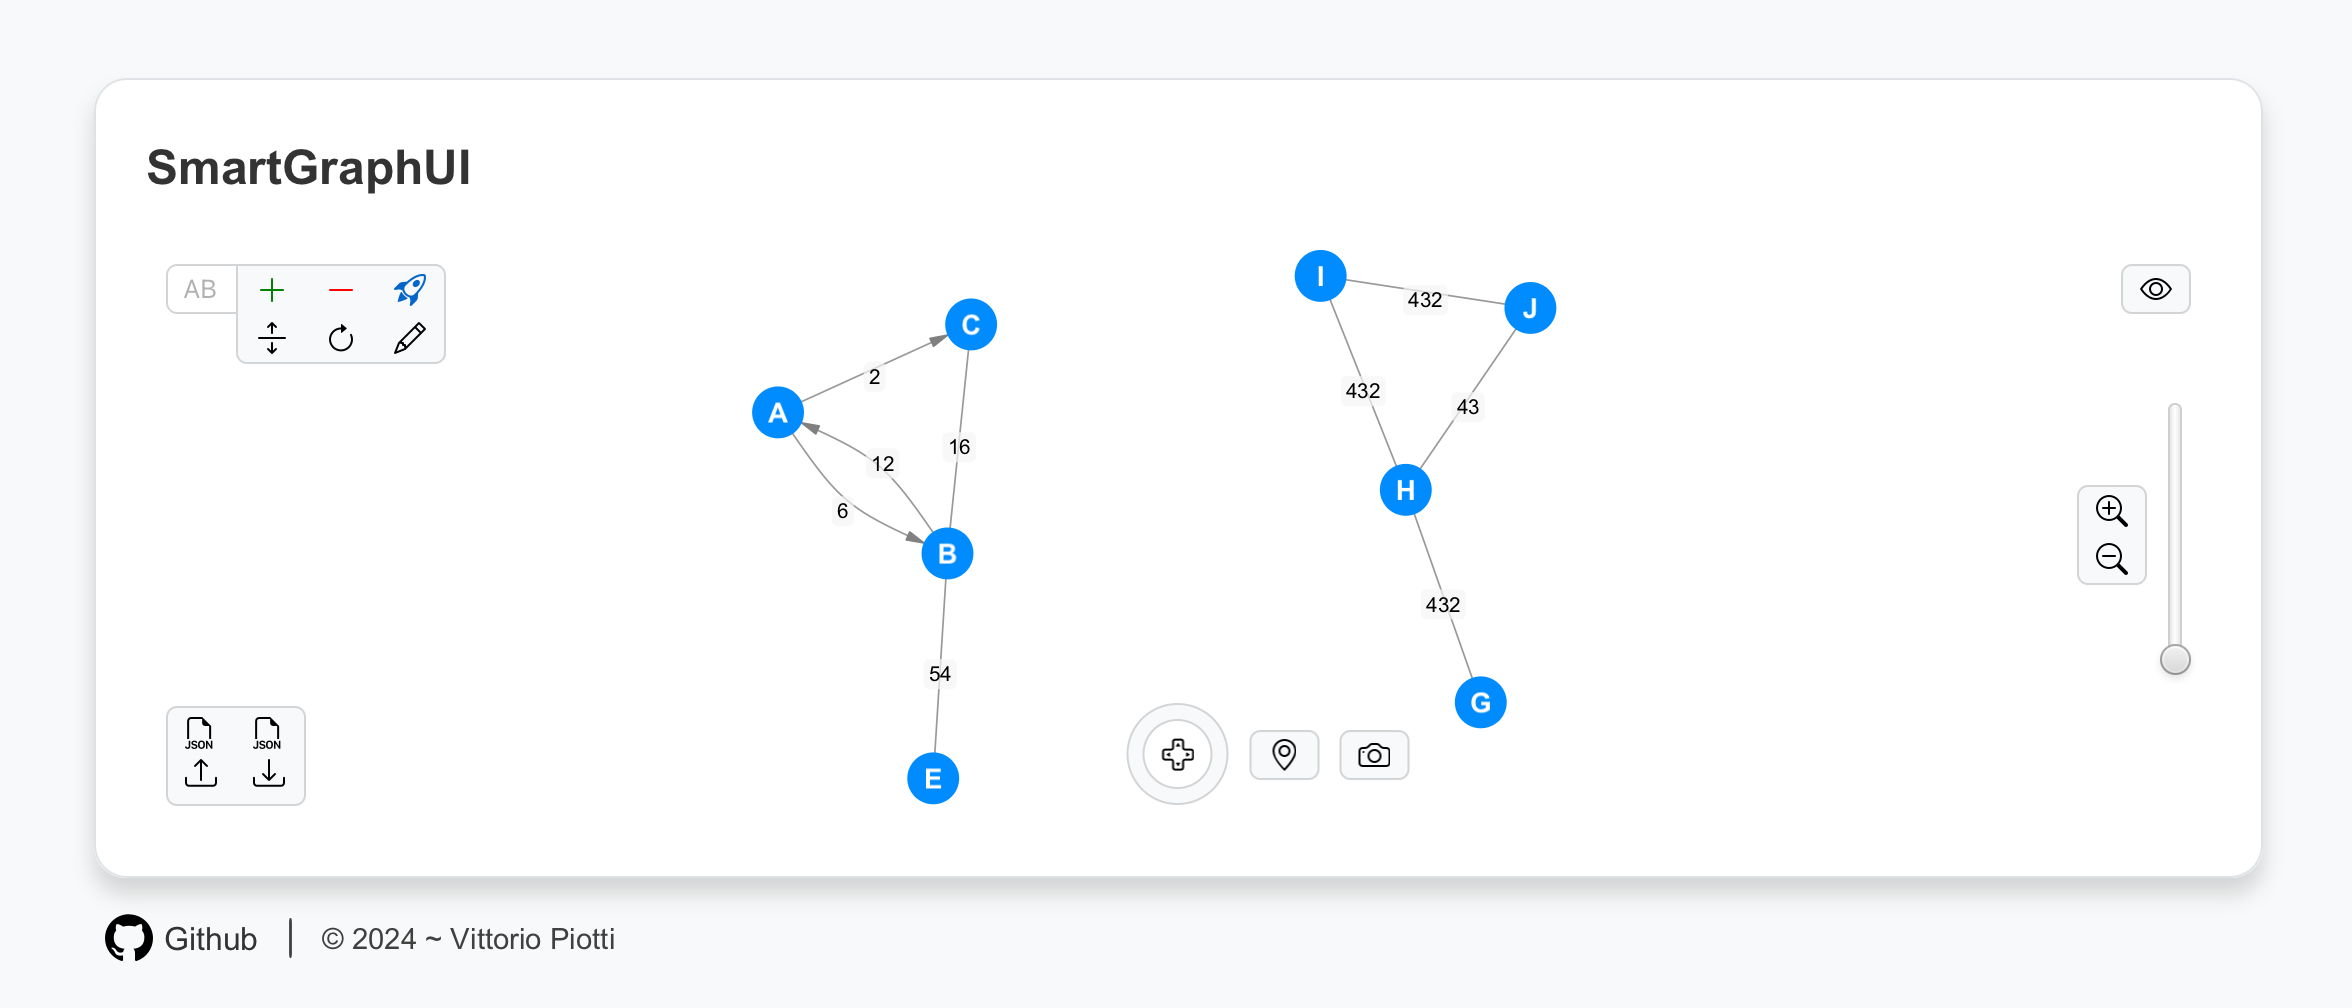 SmartGraphUI
AB
I
432
J
C
2
A
432
43
16
12
6
H
B
432
54
G
JSON JSON
E
Github
© 2024 ~ Vittorio Piotti